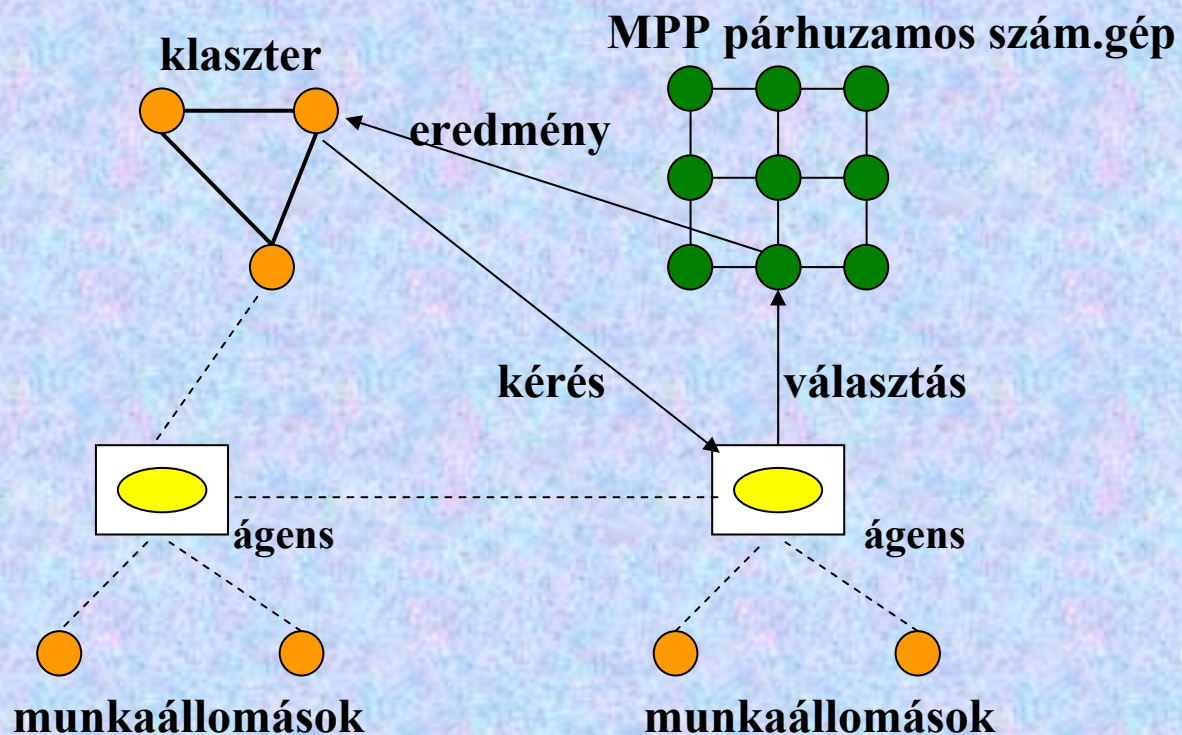 MPP párhuzamos szám.gép
klaszter
eredmény
kérés
választás
ágens
ágens
munkaállomások
munkaállomások